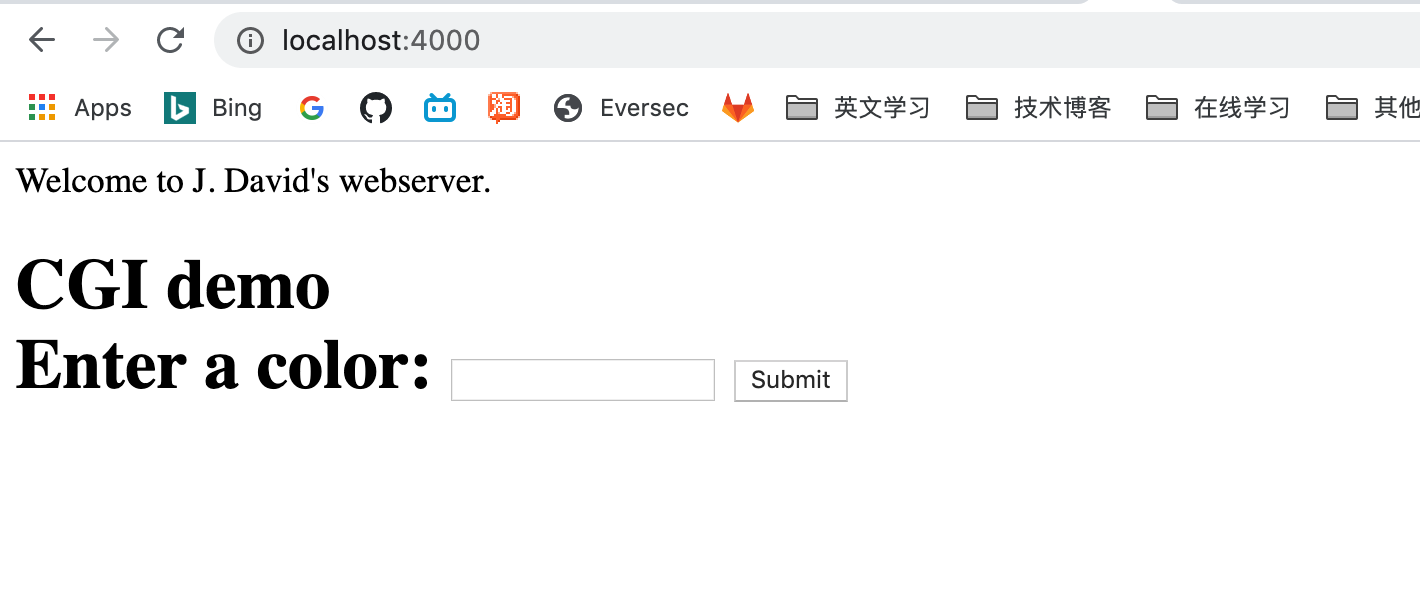 localhost:4000
Apps Bing Eversec 英文学习 技术博客 在线学习 其他
Welcome to J. David's webserver.
CGI demo
Enter a color: Submit